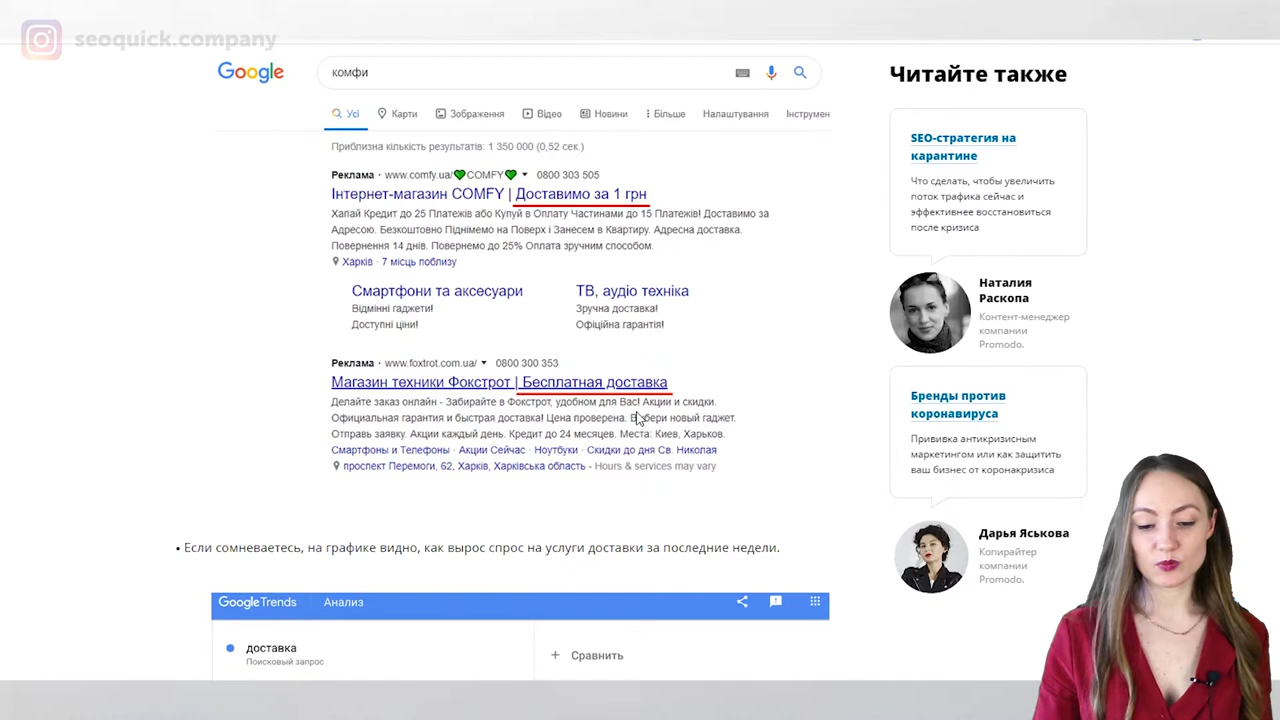 seoquick.company
Google
комфи
Усі
Карти
Зображення
Відео
Новини
Більше
Налаштування
Інструмен
Приблизна кількість результатів: 1 350 000 (0,52 сек.)
Реклама · www.comfy.ua/💚COMFY💚 0800 303 505
Інтернет-магазин COMFY | Доставимо за 1 грн
Хапай Кредит до 25 Платежів або Купуй в Оплату Частинами до 15 Платежів! Доставимо за
Адресою. Безкоштовно Піднімемо на Поверх і Занесем в Квартиру. Адресна доставка.
Повернення 14 днів. Повернемо до 25% Оплата зручним способом.
Харків · 7 місць поблизу
Смартфони та аксесуари
Відмінні гаджети!
Доступні ціни!
ТВ, аудіо техніка
Зручна доставка!
Офіційна гарантія!
Реклама · www.foxtrot.com.ua/ 0800 300 353
Магазин техники Фокстрот | Бесплатная доставка
Делайте заказ онлайн - Забирайте в Фокстрот, удобном для Вас! Акции и скидки.
Официальная гарантия и быстрая доставка! Цена проверена. Выбери новый гаджет.
Отправь заявку. Акции каждый день. Кредит до 24 месяцев. Места: Киев, Харьков.
Смартфоны и Телефоны · Акции Сейчас · Ноутбуки · Скидки до дня Св. Николая
проспект Перемоги, 62, Харків, Харківська область - Hours & services may vary
• Если сомневаетесь, на графике видно, как вырос спрос на услуги доставки за последние недели.
Google Trends
Анализ
доставка
Поисковый запрос
+ Сравнить
Читайте также
SEO-стратегия на
карантине
Что сделать, чтобы увеличить
поток трафика сейчас и
эффективнее восстановиться
после кризиса
Наталия
Раскопа
Контент-менеджер
компании
Promodo.
Бренды против
коронавируса
Прививка антикризисным
маркетингом или как защитить
ваш бизнес от коронакризиса
Дарья Яськова
Копирайтер
компании
Promodo.